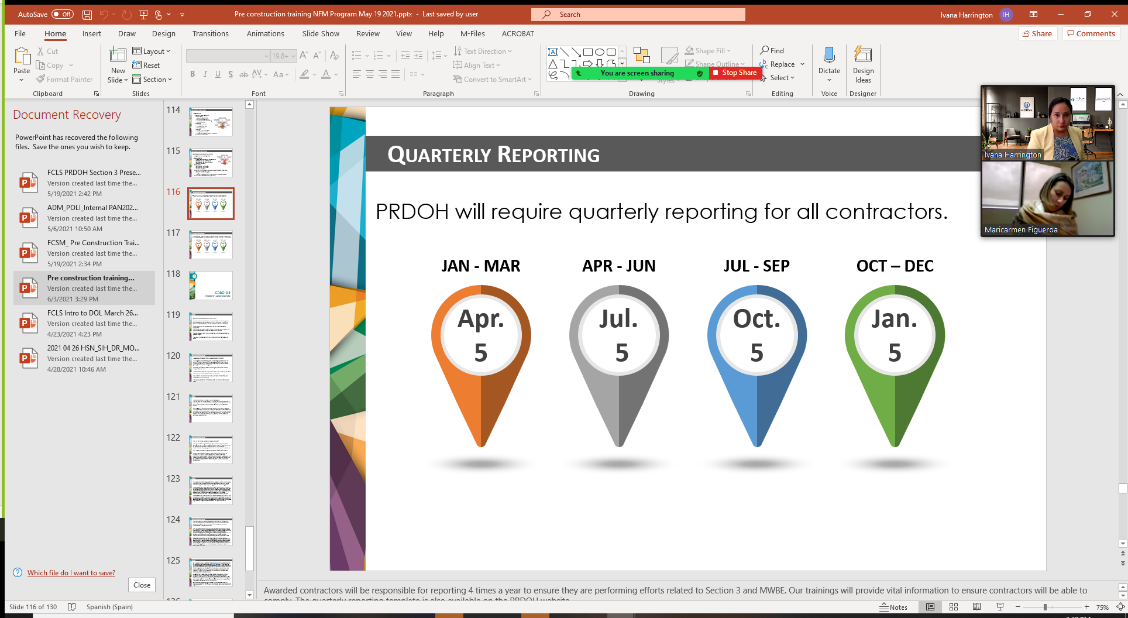 AutoSave Off
Pre construction training NFM Program May 19 2021.pptx - Last saved by user
Search
Ivana Harrington IH
File Home Insert Draw Design Transitions Animations Slide Show Review View Help M-Files ACROBAT
Share Comments
Paste
Cut
Copy
Format Painter
Clipboard
New
Slide
Layout
Reset
Section
Slides
Font
Paragraph
Text Direction
Align Text
Convert to SmartArt
Shape Fill
Shape Outline
Drawing
You are screen sharing Stop Share
Find
Replace
Select
Editing
Dictate
Voice
Design
Ideas
Designer
Document Recovery
PowerPoint has recovered the following
files. Save the ones you wish to keep.
FCLS PRDOH Section 3 Prese...
Version created last time the...
5/19/2021 2:42 PM
ADM_POLI_Internal PAN202...
Version created last time the...
5/6/2021 10:50 AM
FCSM_ Pre Construction Trai...
Version created last time the...
5/19/2021 2:34 PM
Pre construction training...
Version created last time the...
6/3/2021 3:29 PM
FCLS Intro to DOL March 26...
Version created last time the...
4/23/2021 4:23 PM
2021 04 26 HSN_SIH_DR_MO...
Version created last time the...
4/28/2021 10:46 AM
Which file do I want to save?
Close
114
115
116
117
118
119
120
121
122
123
124
125
QUARTERLY REPORTING
PRDOH will require quarterly reporting for all contractors.
JAN - MAR APR - JUN JUL - SEP OCT – DEC
Apr. Jul. Oct. Jan.
5 5 5 5
Ivana Harrington
Maricarmen Figueroa
Awarded contractors will be responsible for reporting 4 times a year to ensure they are performing efforts related to Section 3 and MWBE. Our trainings will provide vital information to ensure contractors will be able to
Slide 116 of 130 Spanish (Spain)
Notes
75%